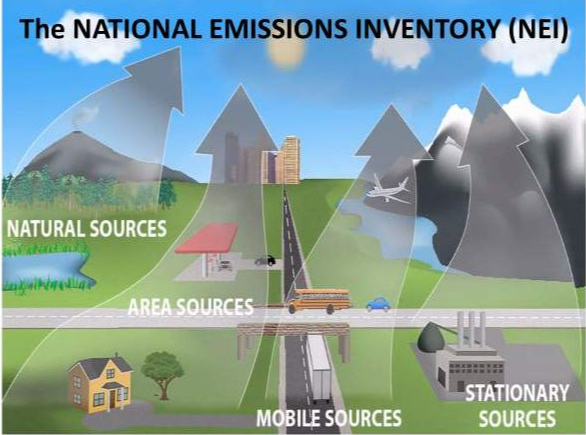 The NATIONAL EMISSIONS INVENTORY (NEI)
NATURAL SOURCES
AREA SOURCES
MOBILE SOURCES
STATIONARY
SOURCES